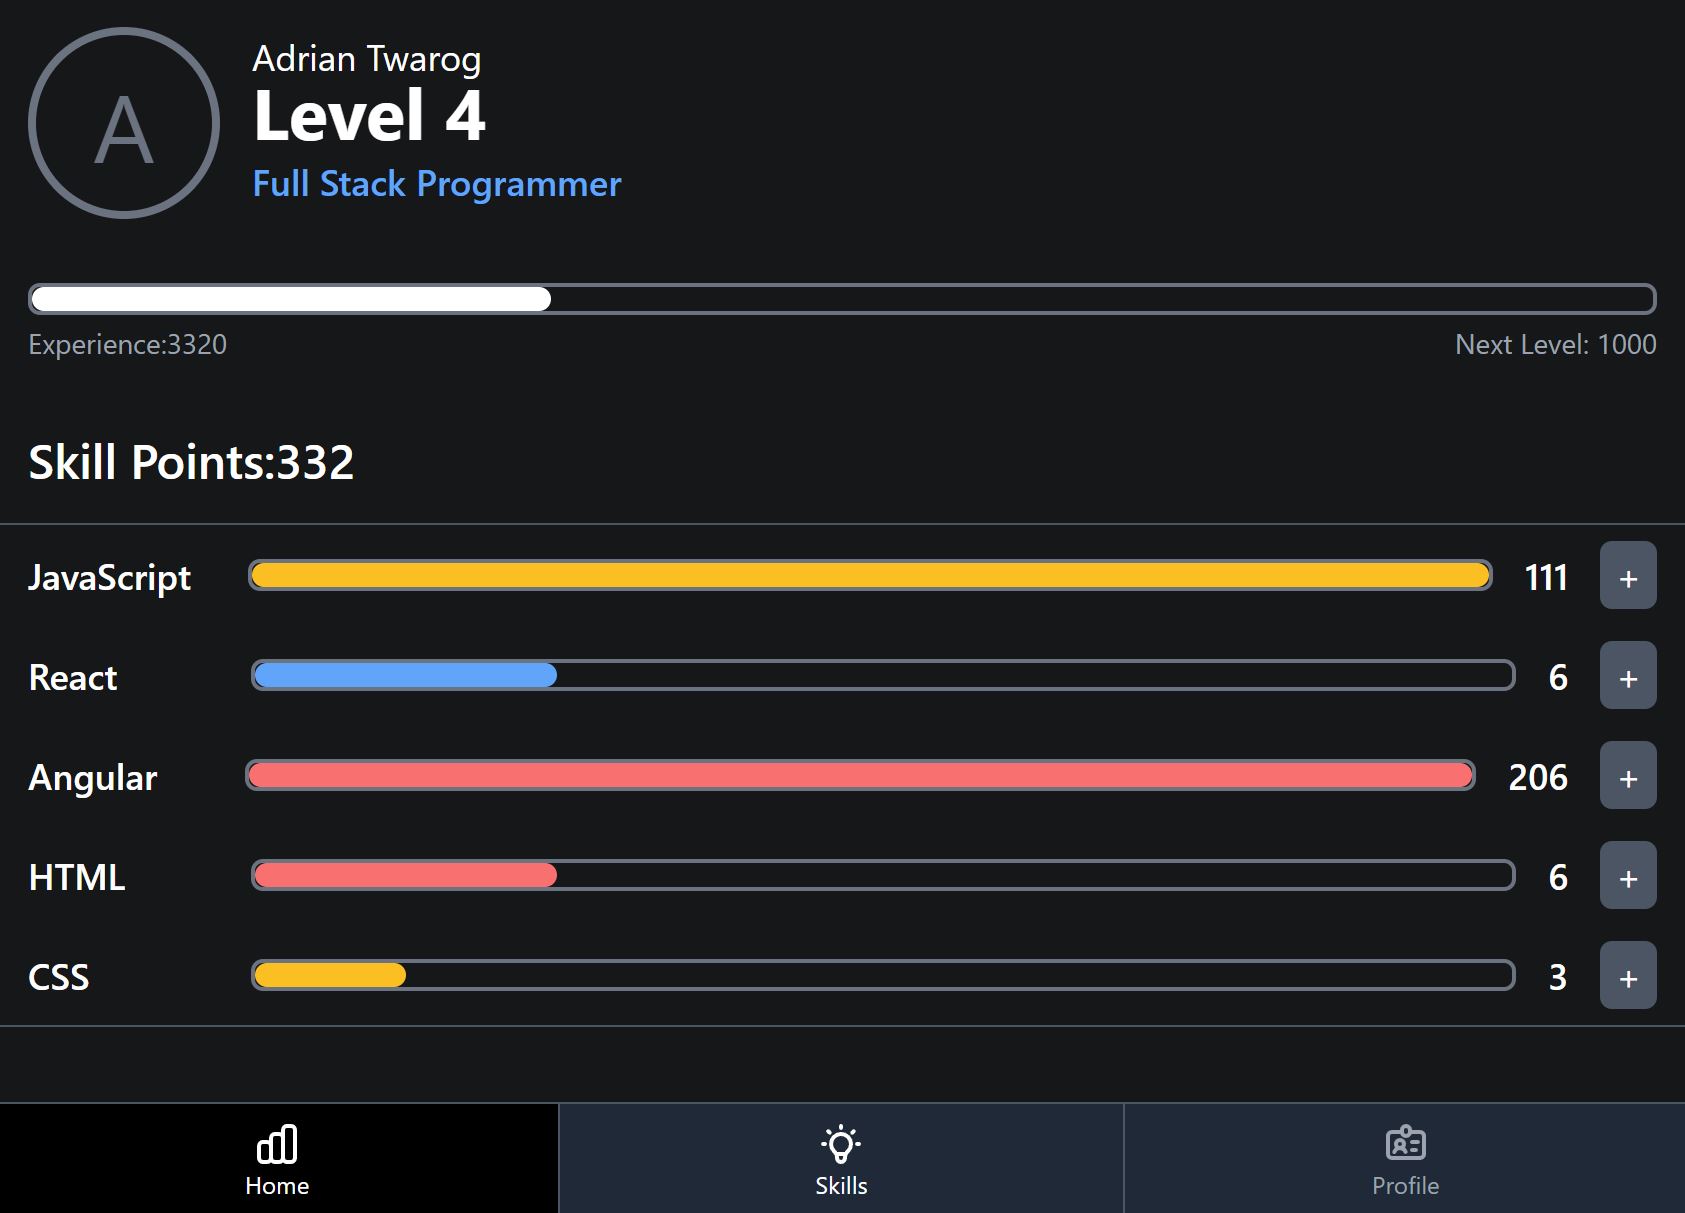 A
Adrian Twarog
Level 4
Full Stack Programmer
Experience:3320
Next Level: 1000
Skill Points:332
JavaScript 111 +
React 6 +
Angular 206 +
HTML 6 +
CSS 3 +
Home
Skills
Profile